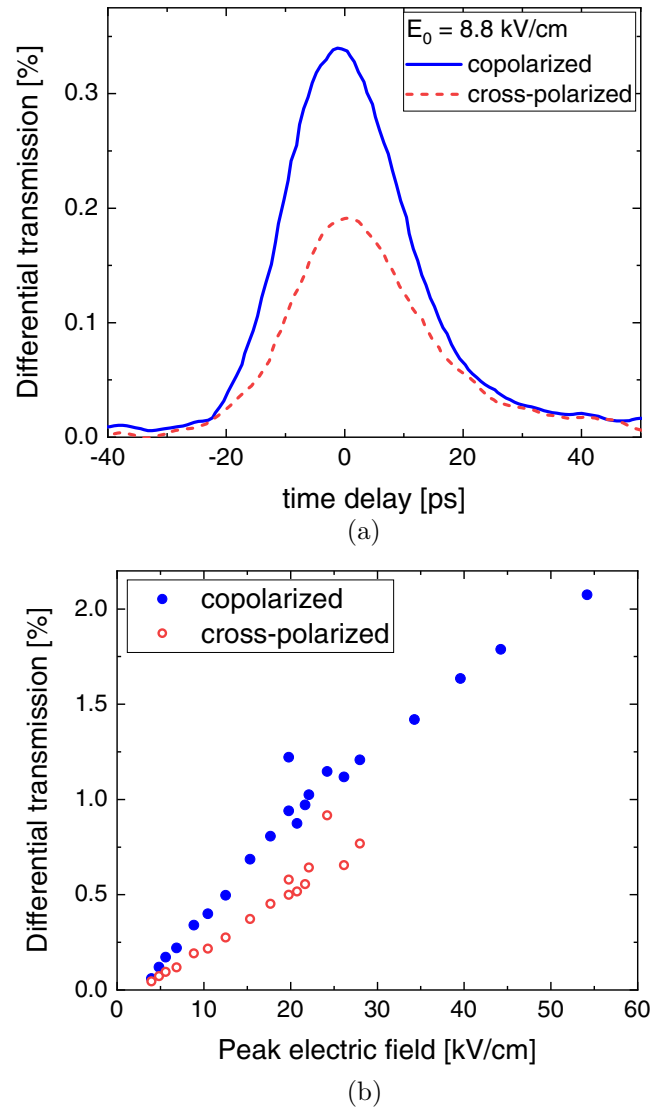 E₀ = 8.8 kV/cm
copolarized
cross-polarized
Differential transmission [%]
0.3
0.2
0.1
0.0
-40 -20 0 20 40
time delay [ps]
(a)
copolarized
cross-polarized
Differential transmission [%]
2.0
1.5
1.0
0.5
0.0
0 10 20 30 40 50 60
Peak electric field [kV/cm]
(b)